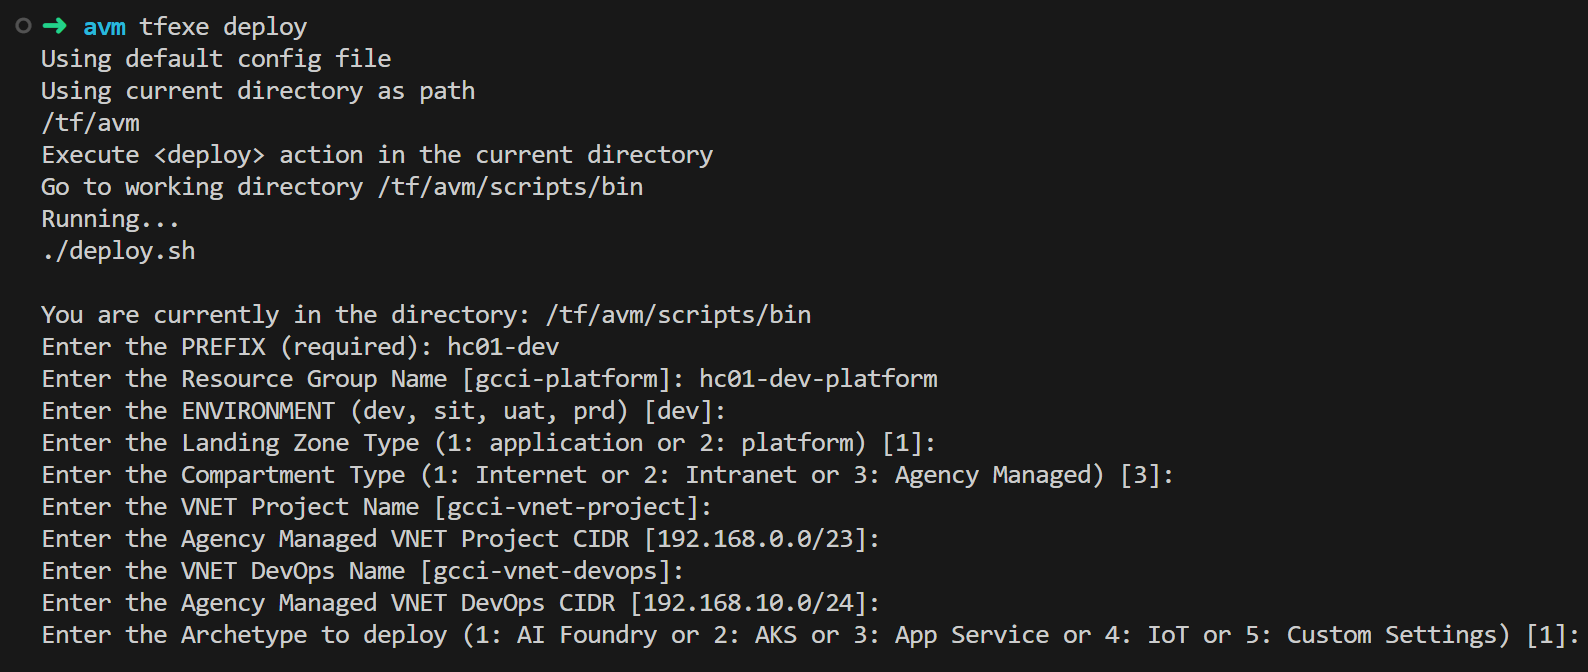 ➜ avm tfexe deploy
Using default config file
Using current directory as path
/tf/avm
Execute <deploy> action in the current directory
Go to working directory /tf/avm/scripts/bin
Running...
./deploy.sh
You are currently in the directory: /tf/avm/scripts/bin
Enter the PREFIX (required): hc01-dev
Enter the Resource Group Name [gcci-platform]: hc01-dev-platform
Enter the ENVIRONMENT (dev, sit, uat, prd) [dev]:
Enter the Landing Zone Type (1: application or 2: platform) [1]:
Enter the Compartment Type (1: Internet or 2: Intranet or 3: Agency Managed) [3]:
Enter the VNET Project Name [gcci-vnet-project]:
Enter the Agency Managed VNET Project CIDR [192.168.0.0/23]:
Enter the VNET DevOps Name [gcci-vnet-devops]:
Enter the Agency Managed VNET DevOps CIDR [192.168.10.0/24]:
Enter the Archetype to deploy (1: AI Foundry or 2: AKS or 3: App Service or 4: IoT or 5: Custom Settings) [1]: